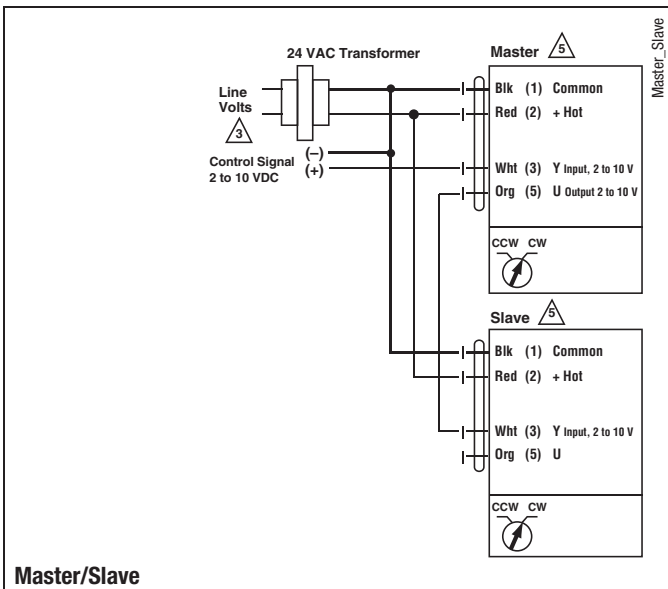 Master_Slave
24 VAC Transformer
Line
Volts
3
Control Signal
2 to 10 VDC
(–)
(+)
Master 5
Blk (1) Common
Red (2) + Hot
Wht (3) Y Input, 2 to 10 V
Org (5) U Output 2 to 10 V
CCW CW
Slave 5
Blk (1) Common
Red (2) + Hot
Wht (3) Y Input, 2 to 10 V
Org (5) U
CCW CW
Master/Slave